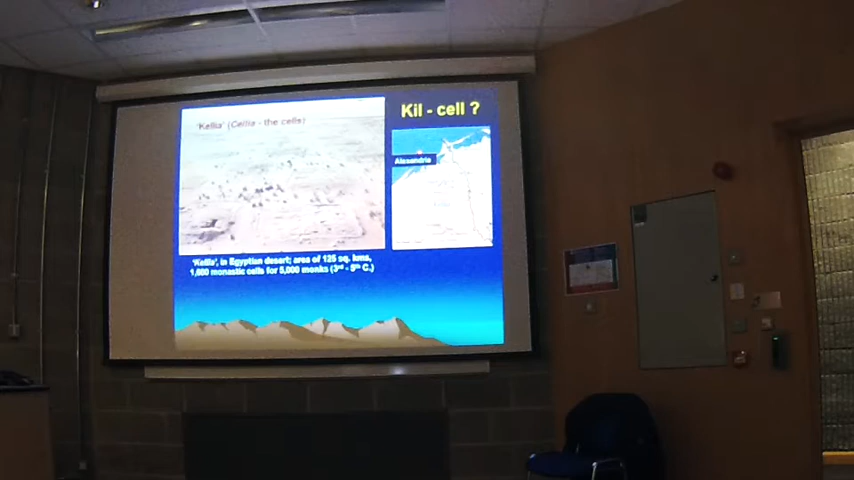 Kil - cell ?
'Kellia' (Cellia - the cells)
Alexandria
'Kellia', in Egyptian desert; area of 125 sq. kms,
1,600 monastic cells for 5,000 monks (3rd - 5th C.)